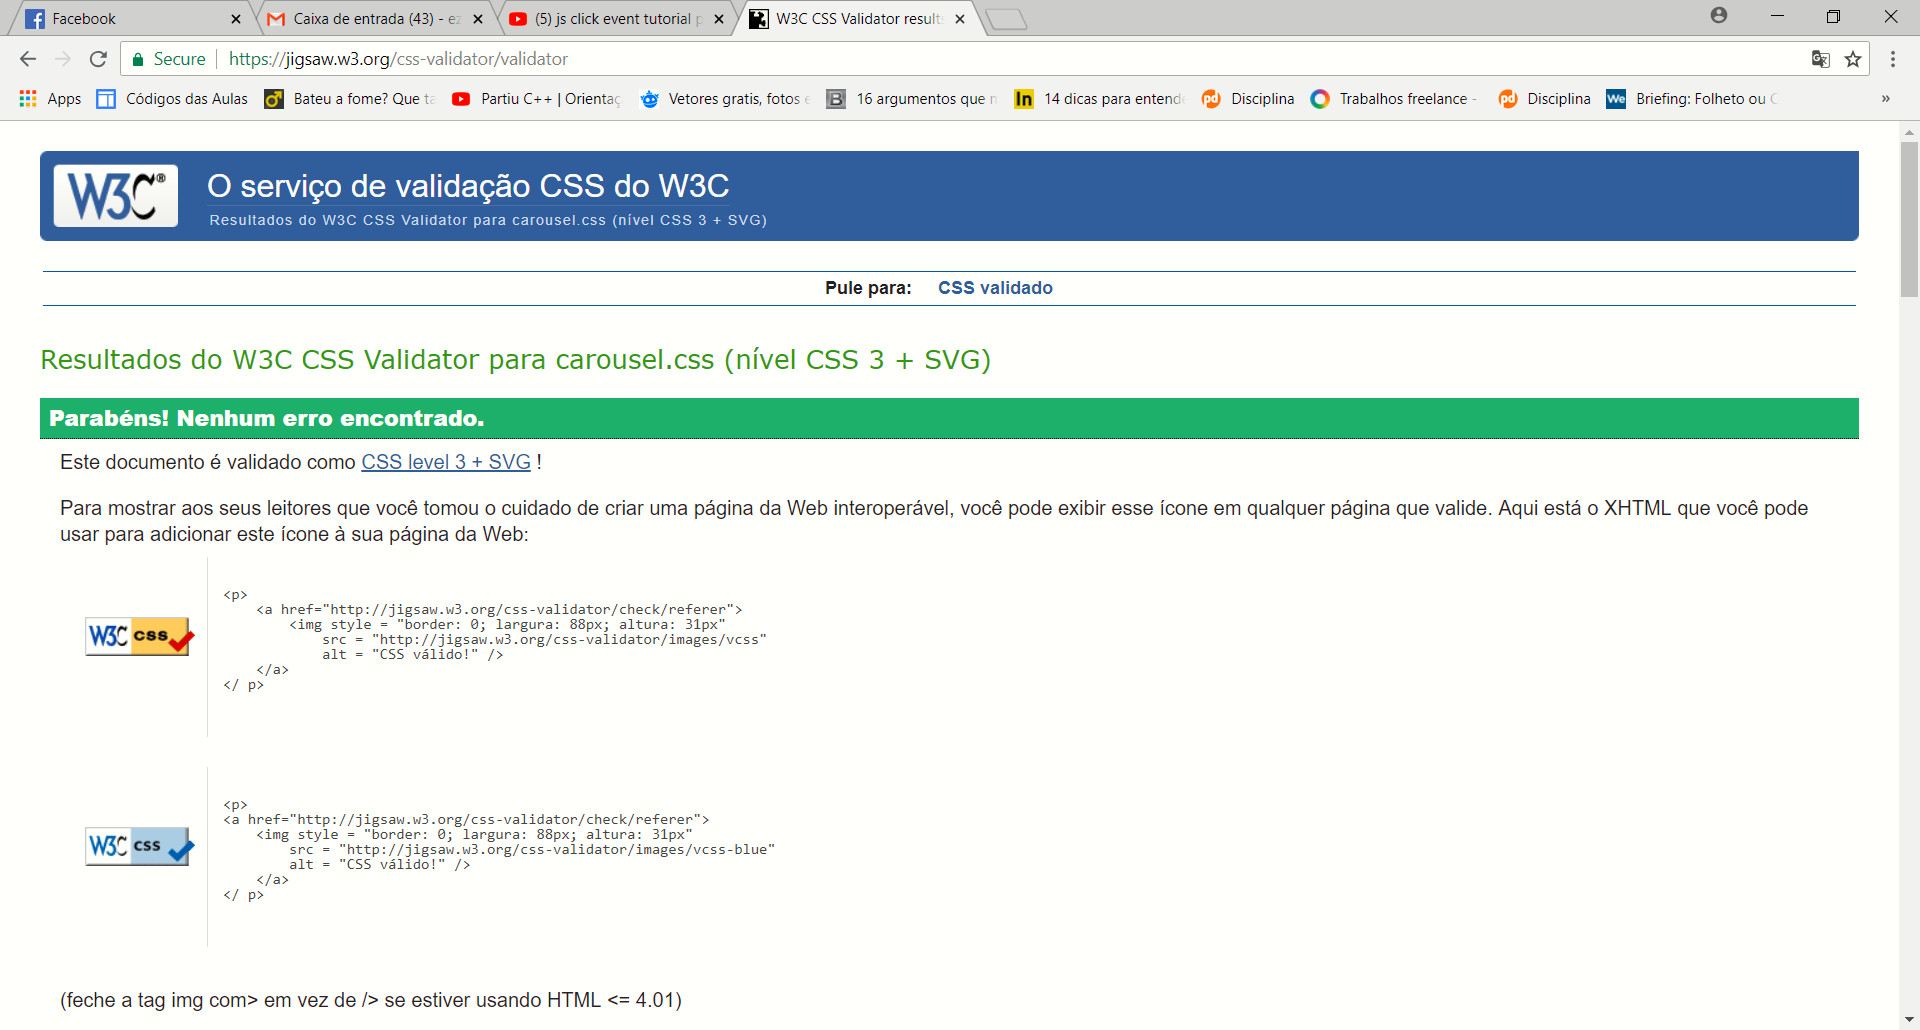 Facebook
Caixa de entrada (43) - ez
(5) js click event tutorial p
W3C CSS Validator results
Secure
https://jigsaw.w3.org/css-validator/validator
Apps
Códigos das Aulas
Bateu a fome? Que ta
Partiu C++ | Orientaç
Vetores gratis, fotos e
16 argumentos que n
14 dicas para entende
Disciplina
Trabalhos freelance -
Disciplina
Briefing: Folheto ou C
»
W3C®
O serviço de validação CSS do W3C
Resultados do W3C CSS Validator para carousel.css (nível CSS 3 + SVG)
Pule para: CSS validado
Resultados do W3C CSS Validator para carousel.css (nível CSS 3 + SVG)
Parabéns! Nenhum erro encontrado.
Este documento é validado como CSS level 3 + SVG !
Para mostrar aos seus leitores que você tomou o cuidado de criar uma página da Web interoperável, você pode exibir esse ícone em qualquer página que valide. Aqui está o XHTML que você pode
usar para adicionar este ícone à sua página da Web:
W3C css
<p>
<a href="http://jigsaw.w3.org/css-validator/check/referer">
<img style = "border: 0; largura: 88px; altura: 31px"
src = "http://jigsaw.w3.org/css-validator/images/vcss"
alt = "CSS válido!" />
</a>
</ p>
W3C css
<p>
<a href="http://jigsaw.w3.org/css-validator/check/referer">
<img style = "border: 0; largura: 88px; altura: 31px"
src = "http://jigsaw.w3.org/css-validator/images/vcss-blue"
alt = "CSS válido!" />
</a>
</ p>
(feche a tag img com> em vez de /> se estiver usando HTML <= 4.01)